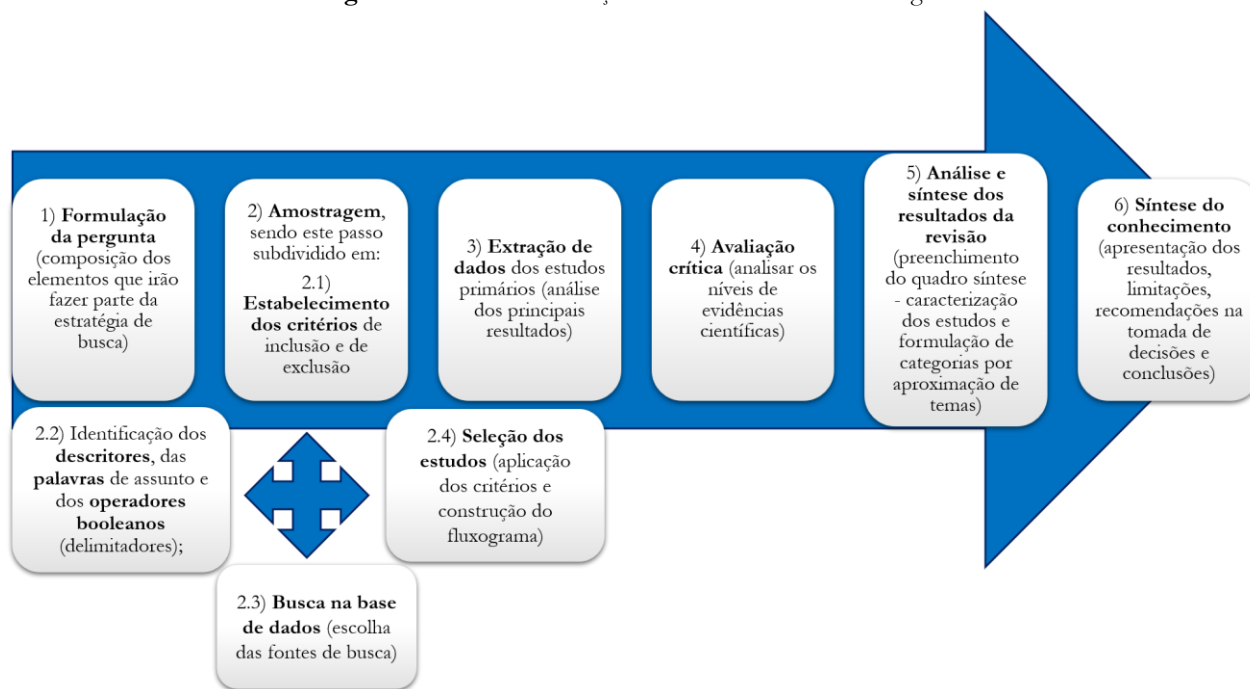 1) Formulação
da pergunta
(composição dos
elementos que irão
fazer parte da
estratégia de
busca)
2) Amostragem,
sendo este passo
subdividido em:
2.1)
Estabelecimento
dos critérios de
inclusão e de
exclusão
3) Extração de
dados dos estudos
primários (análise
dos principais
resultados)
4) Avaliação
crítica (analisar os
níveis de
evidências
científicas)
5) Análise e
síntese dos
resultados da
revisão
(preenchimento
do quadro síntese
- caracterização
dos estudos e
formulação de
categorias por
aproximação de
temas)
6) Síntese do
conhecimento
(apresentação dos
resultados,
limitações,
recomendações na
tomada de
decisões e
conclusões)
2.2) Identificação dos
descritores, das
palavras de assunto e
dos operadores
booleanos
(delimitadores);
2.3) Busca na base
de dados (escolha
das fontes de busca)
2.4) Seleção dos
estudos (aplicação
dos critérios e
construção do
fluxograma)